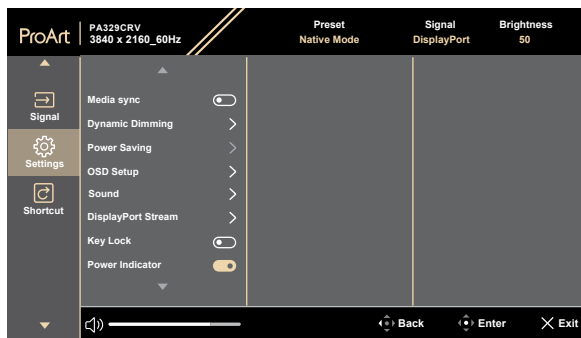 ProArt
PA329CRV
3840 x 2160_60Hz
Preset
Native Mode
Signal
DisplayPort
Brightness
50
Signal
Settings
Shortcut
Media sync
Dynamic Dimming
Power Saving
OSD Setup
Sound
DisplayPort Stream
Key Lock
Power Indicator
Back
Enter
Exit